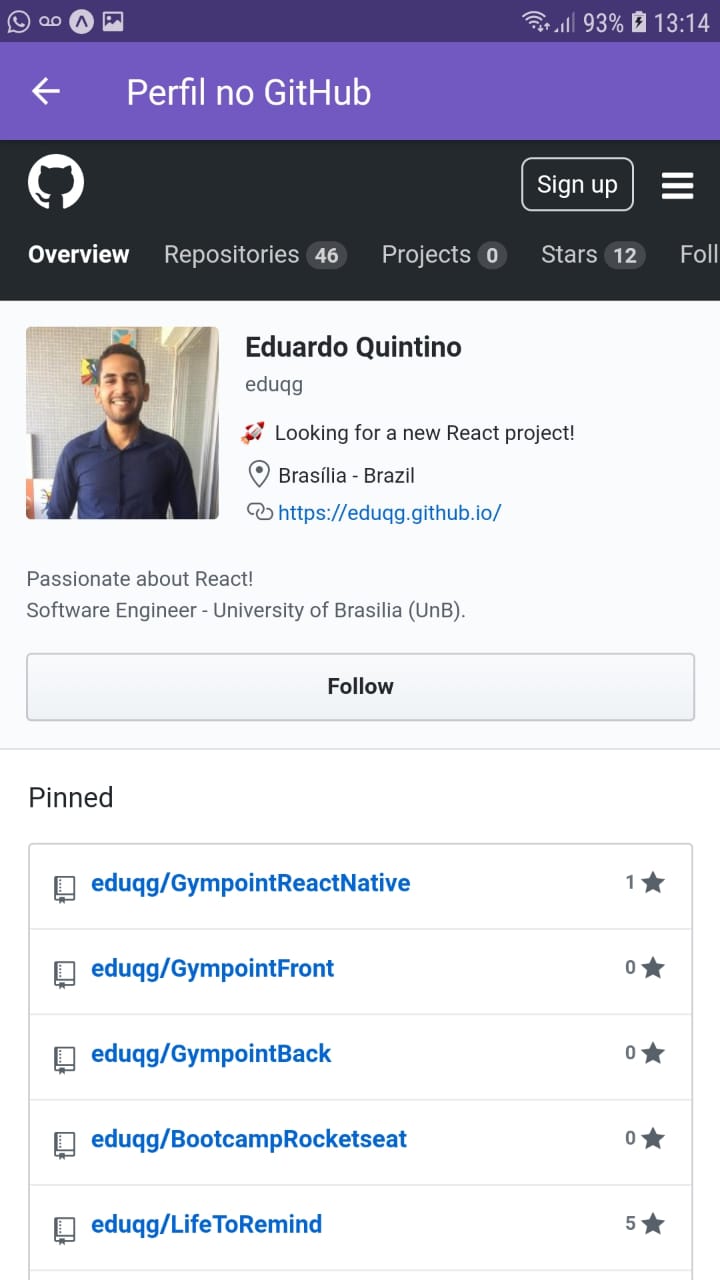 93% 13:14
Perfil no GitHub
Sign up
Overview Repositories 46 Projects 0 Stars 12 Foll
Eduardo Quintino
eduqg
🚀 Looking for a new React project!
Brasília - Brazil
https://eduqg.github.io/
Passionate about React!
Software Engineer - University of Brasilia (UnB).
Follow
Pinned
eduqg/GympointReactNative 1
eduqg/GympointFront 0
eduqg/GympointBack 0
eduqg/BootcampRocketseat 0
eduqg/LifeToRemind 5